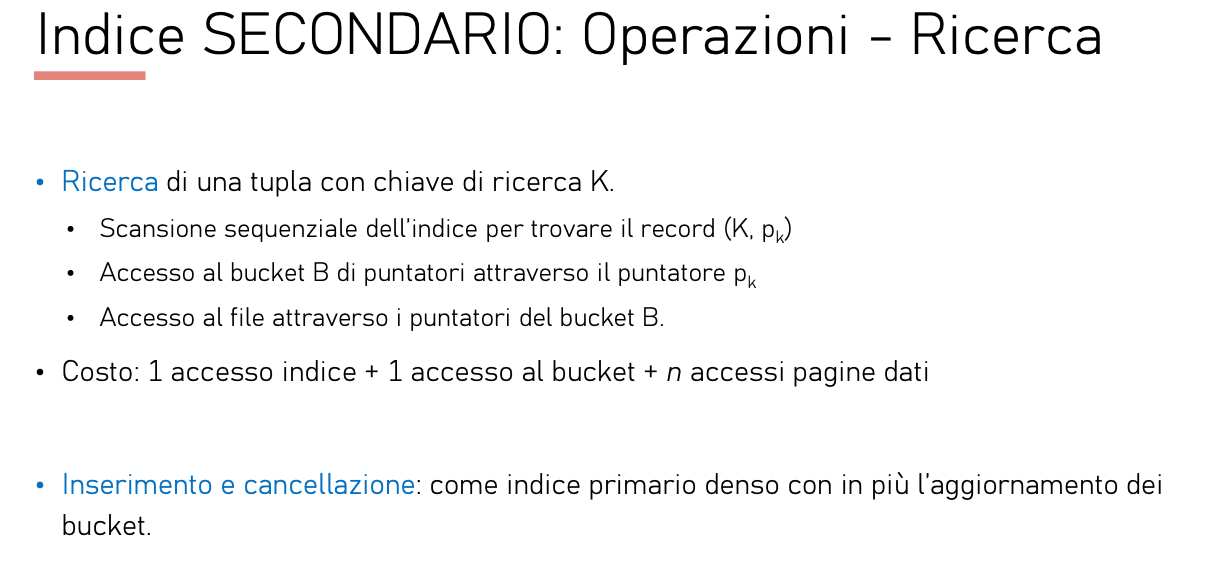 Indice SECONDARIO: Operazioni – Ricerca
• Ricerca di una tupla con chiave di ricerca K.
• Scansione sequenziale dell'indice per trovare il record (K, pk)
• Accesso al bucket B di puntatori attraverso il puntatore pk
• Accesso al file attraverso i puntatori del bucket B.
• Costo: 1 accesso indice + 1 accesso al bucket + n accessi pagine dati
• Inserimento e cancellazione: come indice primario denso con in più l'aggiornamento dei
bucket.